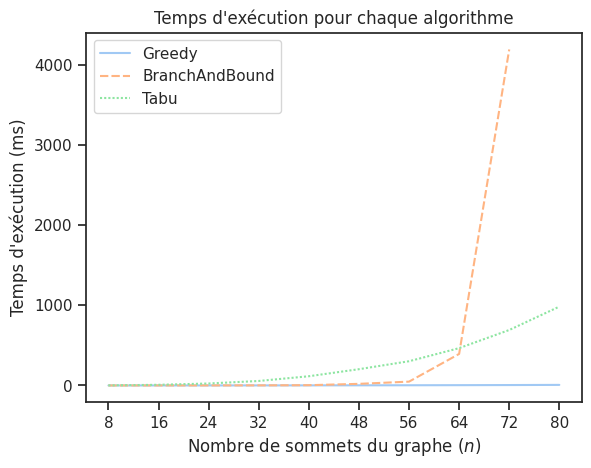 Temps d'exécution pour chaque algorithme
Greedy
BranchAndBound
Tabu
Temps d'exécution (ms)
4000
3000
2000
1000
0
8 16 24 32 40 48 56 64 72 80
Nombre de sommets du graphe (n)